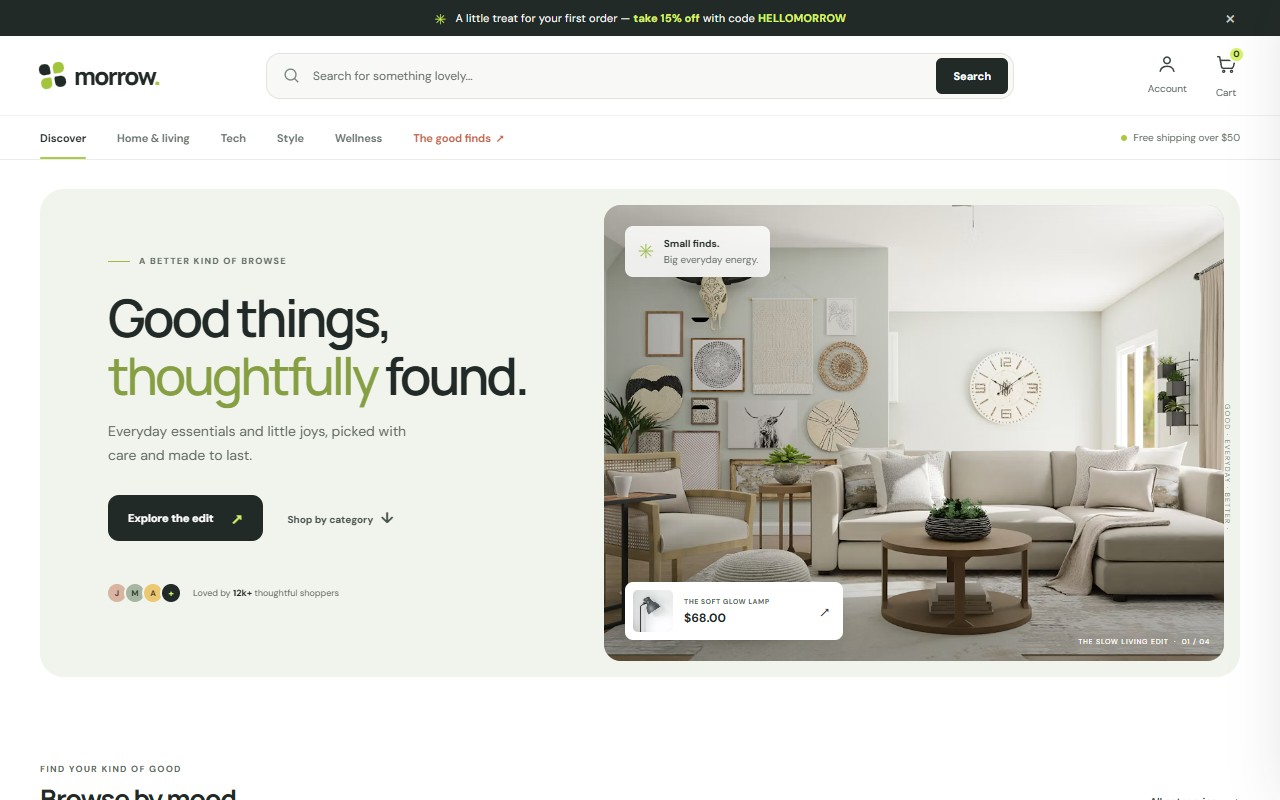 A little treat for your first order — take 15% off with code HELLOMORROW
morrow.
Search for something lovely...
Search
Account
0
Cart
Discover
Home & living
Tech
Style
Wellness
The good finds ↗
Free shipping over $50
A BETTER KIND OF BROWSE
Good things,
thoughtfully found.
Everyday essentials and little joys, picked with
care and made to last.
Explore the edit ↗
Shop by category ↓
J M A +
Loved by 12k+ thoughtful shoppers
Small finds.
Big everyday energy.
THE SOFT GLOW LAMP
$68.00 ↗
THE SLOW LIVING EDIT · 01 / 04
GOOD · EVERYDAY · BETTER ·
FIND YOUR KIND OF GOOD
Browse by mood